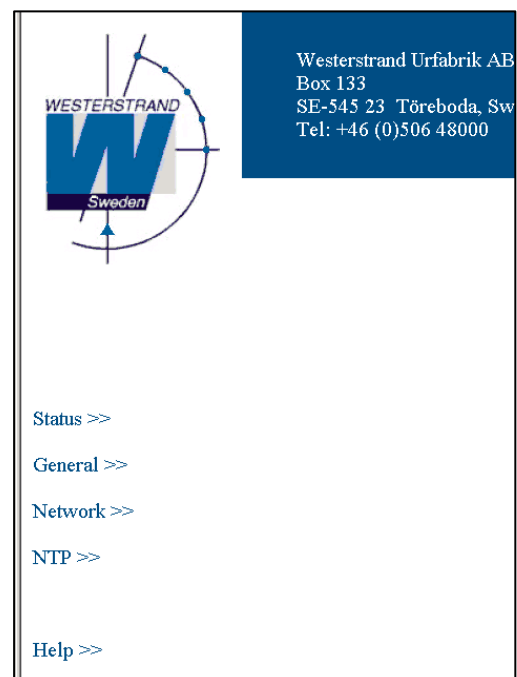 WESTERSTRAND
Sweden
Westerstrand Urfabrik AB
Box 133
SE-545 23 Töreboda, Sw
Tel: +46 (0)506 48000
Status >>
General >>
Network >>
NTP >>
Help >>